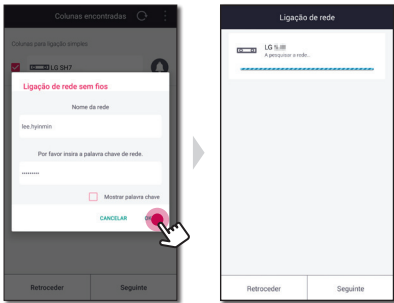 Colunas encontradas
Colunas para ligação simples
LG SH7
Ligação de rede sem fios
Nome da rede
lee.hyinmin
Por favor insira a palavra chave de rede.
•••••••••
Mostrar palavra chave
CANCELAR
Retroceder
Seguinte
Ligação de rede
LG
A pesquisar a rede...
Retroceder
Seguinte